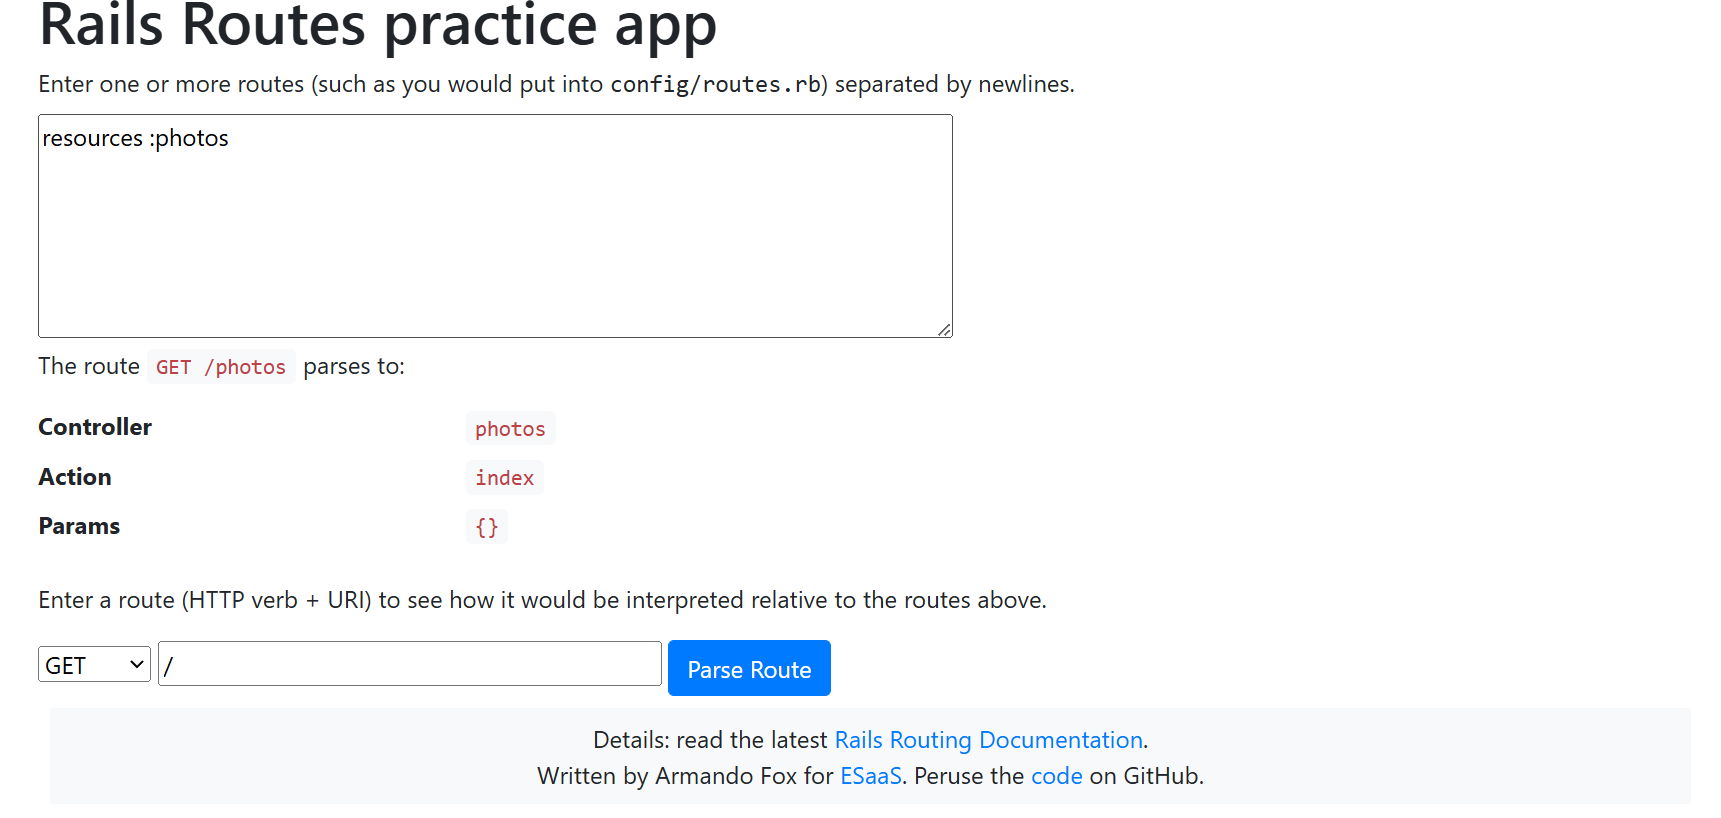 Rails Routes practice app
Enter one or more routes (such as you would put into config/routes.rb) separated by newlines.
resources :photos
The route GET /photos parses to:
Controller photos
Action index
Params {}
Enter a route (HTTP verb + URI) to see how it would be interpreted relative to the routes above.
GET / Parse Route
Details: read the latest Rails Routing Documentation.
Written by Armando Fox for ESaaS. Peruse the code on GitHub.